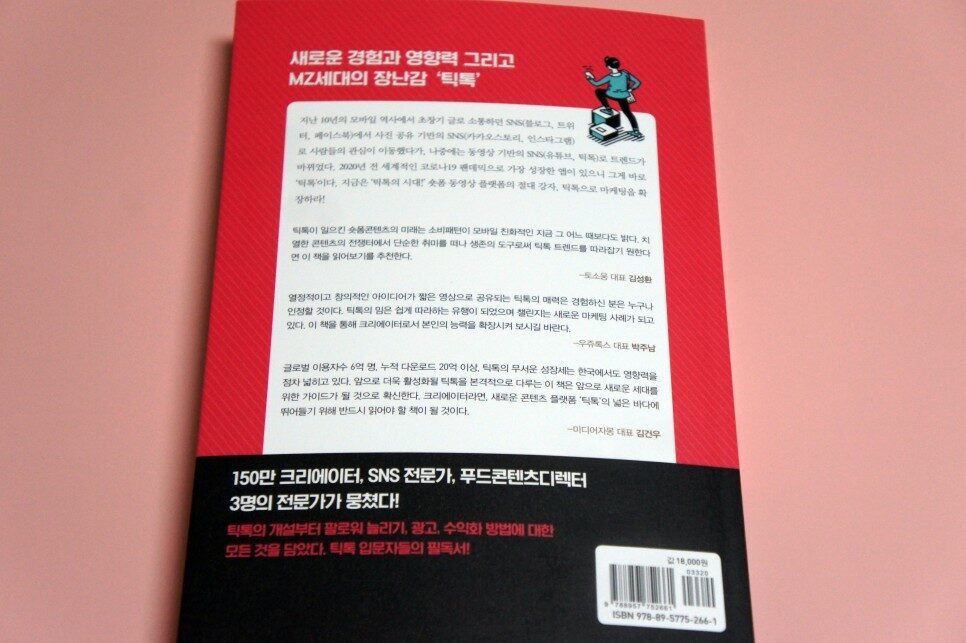 새로운 경험과 영향력 그리고
MZ세대의 장난감 ‘틱톡’
지난 10년의 모바일 역사에서 초창기 글로 소통하던 SNS(블로그, 트위
터, 페이스북)에서 사진 공유 기반의 SNS(카카오스토리, 인스타그램)
로 사람들의 관심이 이동했다가, 나중에는 동영상 기반의 SNS(유튜브, 틱톡)로 트렌드가
바뀌었다. 2020년 전 세계적인 코로나19 팬데믹으로 가장 성장한 앱이 있으니 그게 바로
‘틱톡’이다. 지금은 ‘틱톡의 시대!’ 숏폼 동영상 플랫폼의 절대 강자, 틱톡으로 마케팅을 확
장하라!
틱톡이 일으킨 숏폼콘텐츠의 미래는 소비패턴이 모바일 친화적인 지금 그 어느 때보다도 밝다. 치
열한 콘텐츠의 전쟁터에서 단순한 취미를 떠나 생존의 도구로써 틱톡 트렌드를 따라잡기 원한다
면 이 책을 읽어보기를 추천한다.
–토소웅 대표 김성환
열정적이고 창의적인 아이디어가 짧은 영상으로 공유되는 틱톡의 매력은 경험하신 분은 누구나
인정할 것이다. 틱톡의 밈은 쉽게 따라하는 유행이 되었으며 챌린지는 새로운 마케팅 사례가 되고
있다. 이 책을 통해 크리에이터로서 본인의 능력을 확장시켜 보시길 바란다.
–우쥬록스 대표 박주남
글로벌 이용자수 6억 명, 누적 다운로드 20억 이상, 틱톡의 무서운 성장세는 한국에서도 영향력을
점차 넓히고 있다. 앞으로 더욱 활성화될 틱톡을 본격적으로 다루는 이 책은 앞으로 새로운 세대를
위한 가이드가 될 것으로 확신한다. 크리에이터라면, 새로운 콘텐츠 플랫폼 ‘틱톡’의 넓은 바다에
뛰어들기 위해 반드시 읽어야 할 책이 될 것이다.
–미디어자몽 대표 김건우
150만 크리에이터, SNS 전문가, 푸드콘텐츠디렉터
3명의 전문가가 뭉쳤다!
틱톡의 개설부터 팔로워 늘리기, 광고, 수익화 방법에 대한
모든 것을 담았다. 틱톡 입문자들의 필독서!
값 18,000원
03320
9 788957 752661
ISBN 978-89-5775-266-1